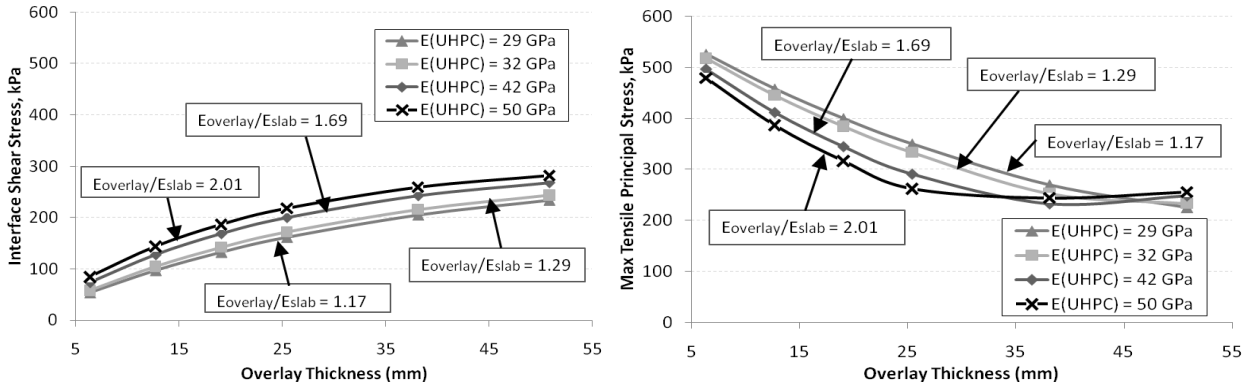 600
500
400
300
200
100
0
Interface Shear Stress, kPa
E(UHPC) = 29 GPa
E(UHPC) = 32 GPa
E(UHPC) = 42 GPa
E(UHPC) = 50 GPa
Eoverlay/Eslab = 1.69
Eoverlay/Eslab = 2.01
Eoverlay/Eslab = 1.29
Eoverlay/Eslab = 1.17
5 15 25 35 45 55
Overlay Thickness (mm)
600
500
400
300
200
100
0
Max Tensile Principal Stress, kPa
Eoverlay/Eslab = 1.69
Eoverlay/Eslab = 1.29
Eoverlay/Eslab = 1.17
Eoverlay/Eslab = 2.01
E(UHPC) = 29 GPa
E(UHPC) = 32 GPa
E(UHPC) = 42 GPa
E(UHPC) = 50 GPa
5 15 25 35 45 55
Overlay Thickness (mm)